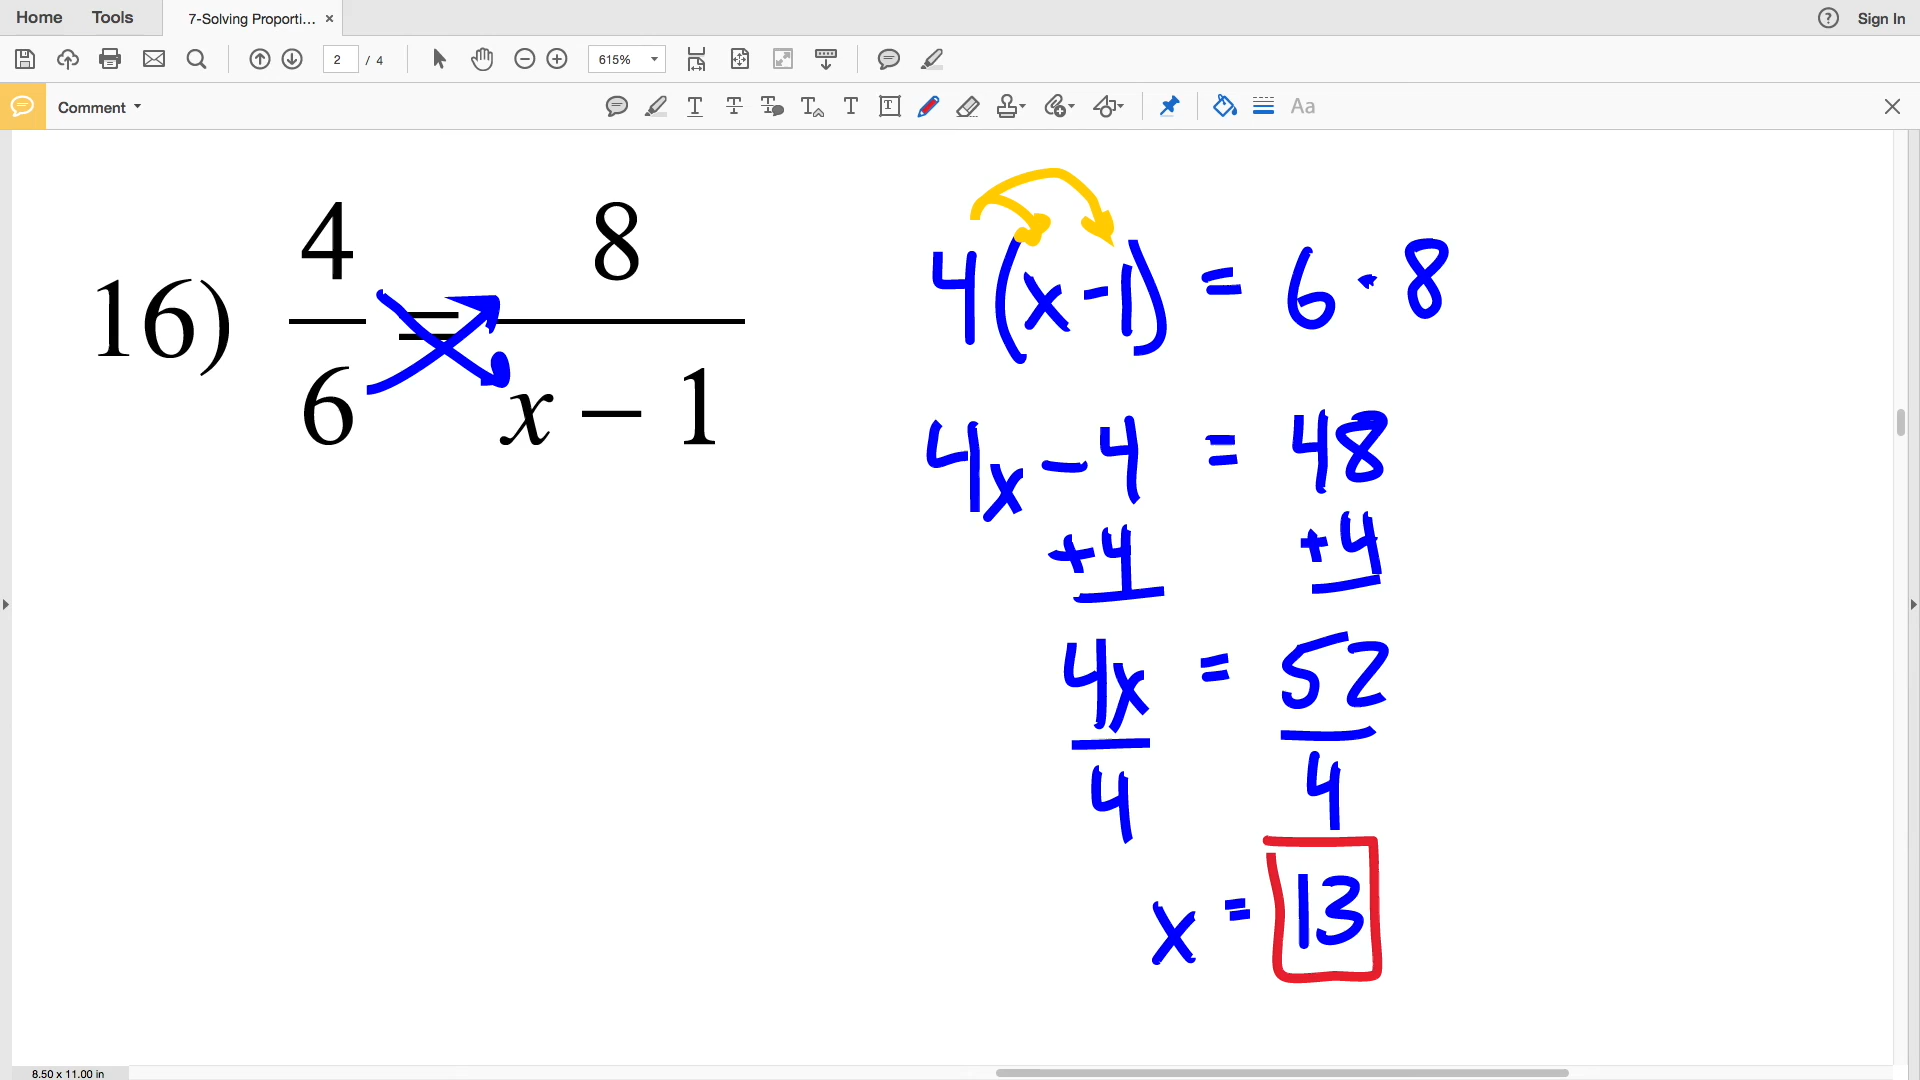 Home Tools 7-Solving Proporti... × Sign In
2 / 4 615%
Comment Aa
16) 4/6 = 8/(x − 1)
4(x-1) = 6 · 8
4x - 4 = 48
+4 +4
4x = 52
4 4
x = 13
8.50 x 11.00 in